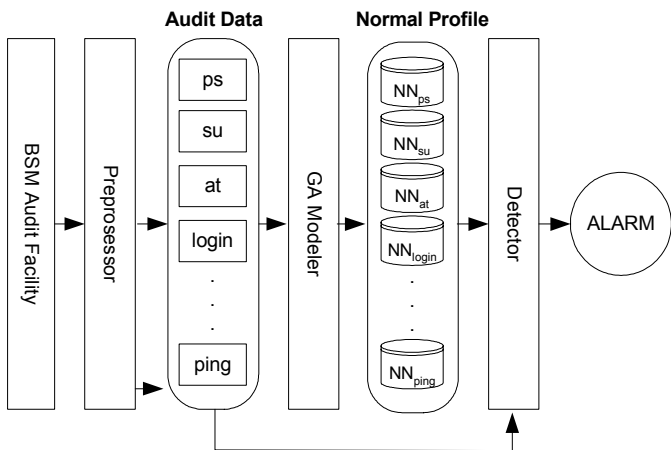 Audit Data
Normal Profile
BSM Audit Facility
Preprosessor
ps
su
at
login
.
.
.
ping
GA Modeler
NNps
NNsu
NNat
NNlogin
.
.
.
NNping
Detector
ALARM